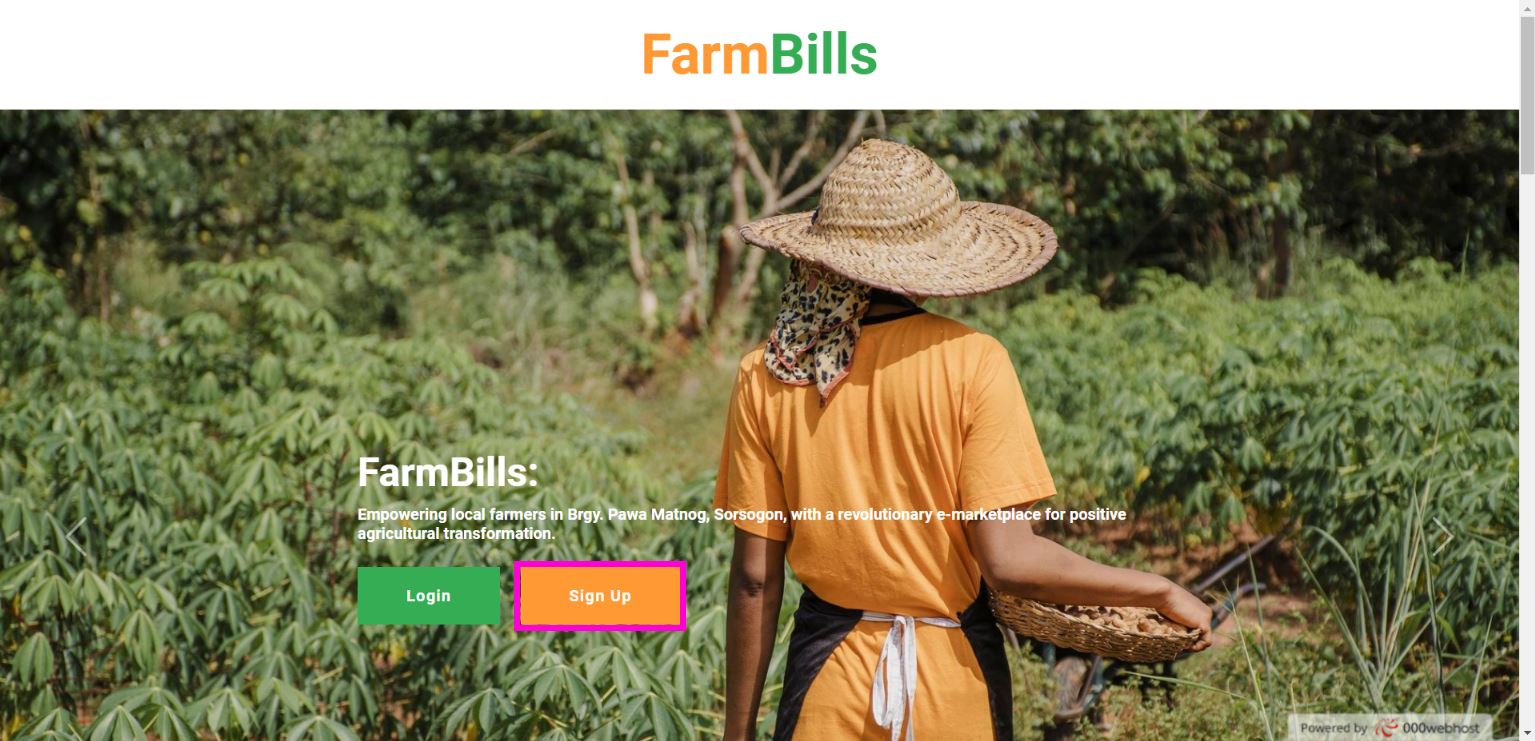 FarmBills
FarmBills:
Empowering local farmers in Brgy. Pawa Matnog, Sorsogon, with a revolutionary e-marketplace for positive
agricultural transformation.
Login
Sign Up
Powered by 000webhost